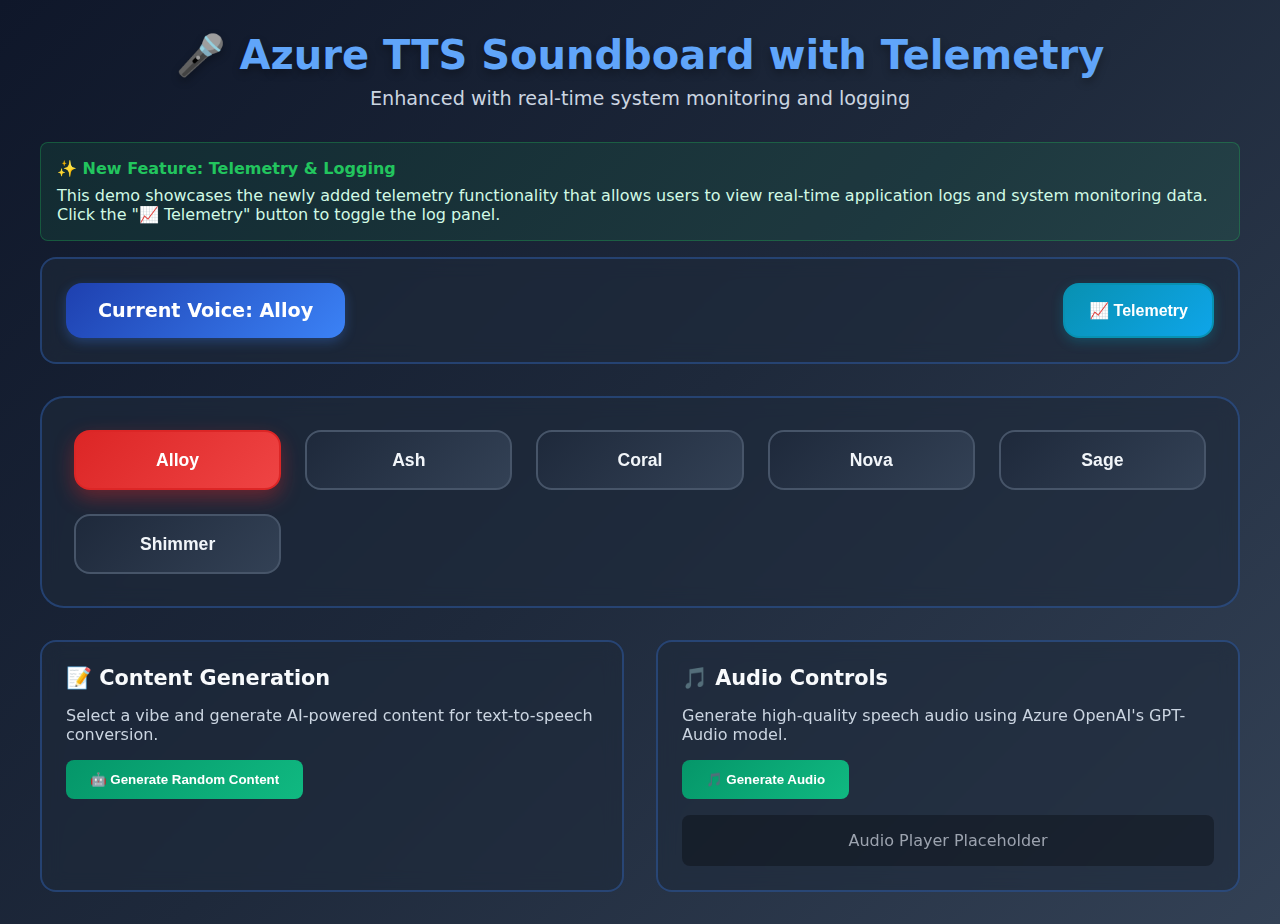 🎤 Azure TTS Soundboard with Telemetry
Enhanced with real-time system monitoring and logging
✨ New Feature: Telemetry & Logging
This demo showcases the newly added telemetry functionality that allows users to view real-time application logs and system monitoring data.
Click the "📈 Telemetry" button to toggle the log panel.
Current Voice: Alloy
📈 Telemetry
Alloy
Ash
Coral
Nova
Sage
Shimmer
📝 Content Generation
Select a vibe and generate AI-powered content for text-to-speech
conversion.
🤖 Generate Random Content
🎵 Audio Controls
Generate high-quality speech audio using Azure OpenAI's GPT-
Audio model.
🎵 Generate Audio
Audio Player Placeholder